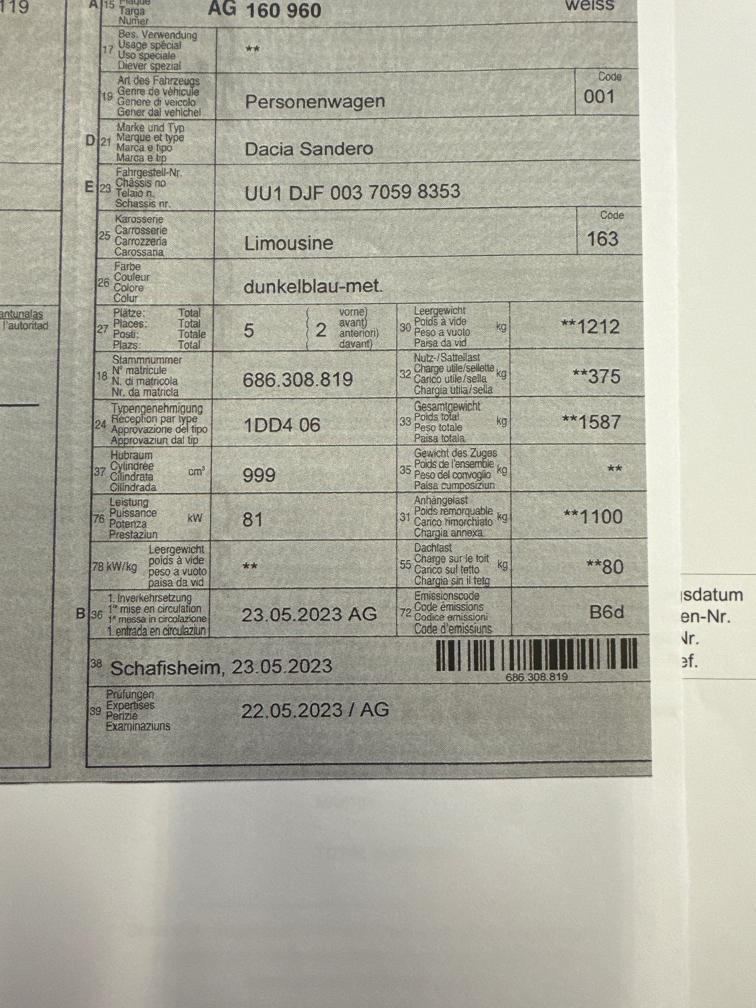 119
A 15 Plaque
Targa
Numer
AG 160 960
weiss
17 Bes. Verwendung
Usage spécial
Uso speciale
Diever spezial
**
19 Art des Fahrzeugs
Genre de véhicule
Genere di veicolo
Gener dal vehichel
Personenwagen
Code
001
D 21 Marke und Typ
Marque et type
Marca e tipo
Marca e tip
Dacia Sandero
E 23 Fahrgestell-Nr.
Châssis no
Telaio n.
Schassis nr.
UU1 DJF 003 7059 8353
25 Karosserie
Carrosserie
Carrozzeria
Carossaria
Limousine
Code
163
26 Farbe
Couleur
Colore
Colur
dunkelblau-met.
antunalas
l'autoritad
27 Plätze: Total
Places: Total
Posti: Totale
Plazs: Total
5
vorne)
avant)
anteriori)
davant)
2
30 Leergewicht
Poids à vide
Peso a vuoto
Paisa da vid
kg
**1212
18 Stammnummer
N° matricule
N. di matricola
Nr. da matricla
686.308.819
32 Nutz-/Sattellast
Charge utile/sellette
Carico utile/sella
Chargia utila/sella
kg
**375
24 Typengenehmigung
Réception par type
Approvazione del tipo
Approvaziun dal tip
1DD4 06
33 Gesamtgewicht
Poids total
Peso totale
Paisa totala
kg
**1587
37 Hubraum
Cylindrée
Cilindrata
Cilindrada
cm³
999
35 Gewicht des Zuges
Poids de l'ensemble
Peso del convoglio
Paisa cumposiziun
kg
**
76 Leistung
Puissance
Potenza
Prestaziun
kW
81
31 Anhängelast
Poids remorquable
Carico rimorchiato
Chargia annexa
kg
**1100
78 kW/kg
Leergewicht
poids à vide
peso a vuoto
paisa da vid
**
55 Dachlast
Charge sur le toit
Carico sul tetto
Chargia sin il tetg
kg
**80
B 36 1. Inverkehrsetzung
1re mise en circulation
1a messa in circolazione
1. entrada en circulaziun
23.05.2023 AG
72 Emissionscode
Code émissions
Codice emissioni
Code d'emissiuns
B6d
38 Schafisheim, 23.05.2023
686.308.819
39 Prüfungen
Expertises
Perizie
Examinaziuns
22.05.2023 / AG
sdatum
en-Nr.
Nr.
ef.